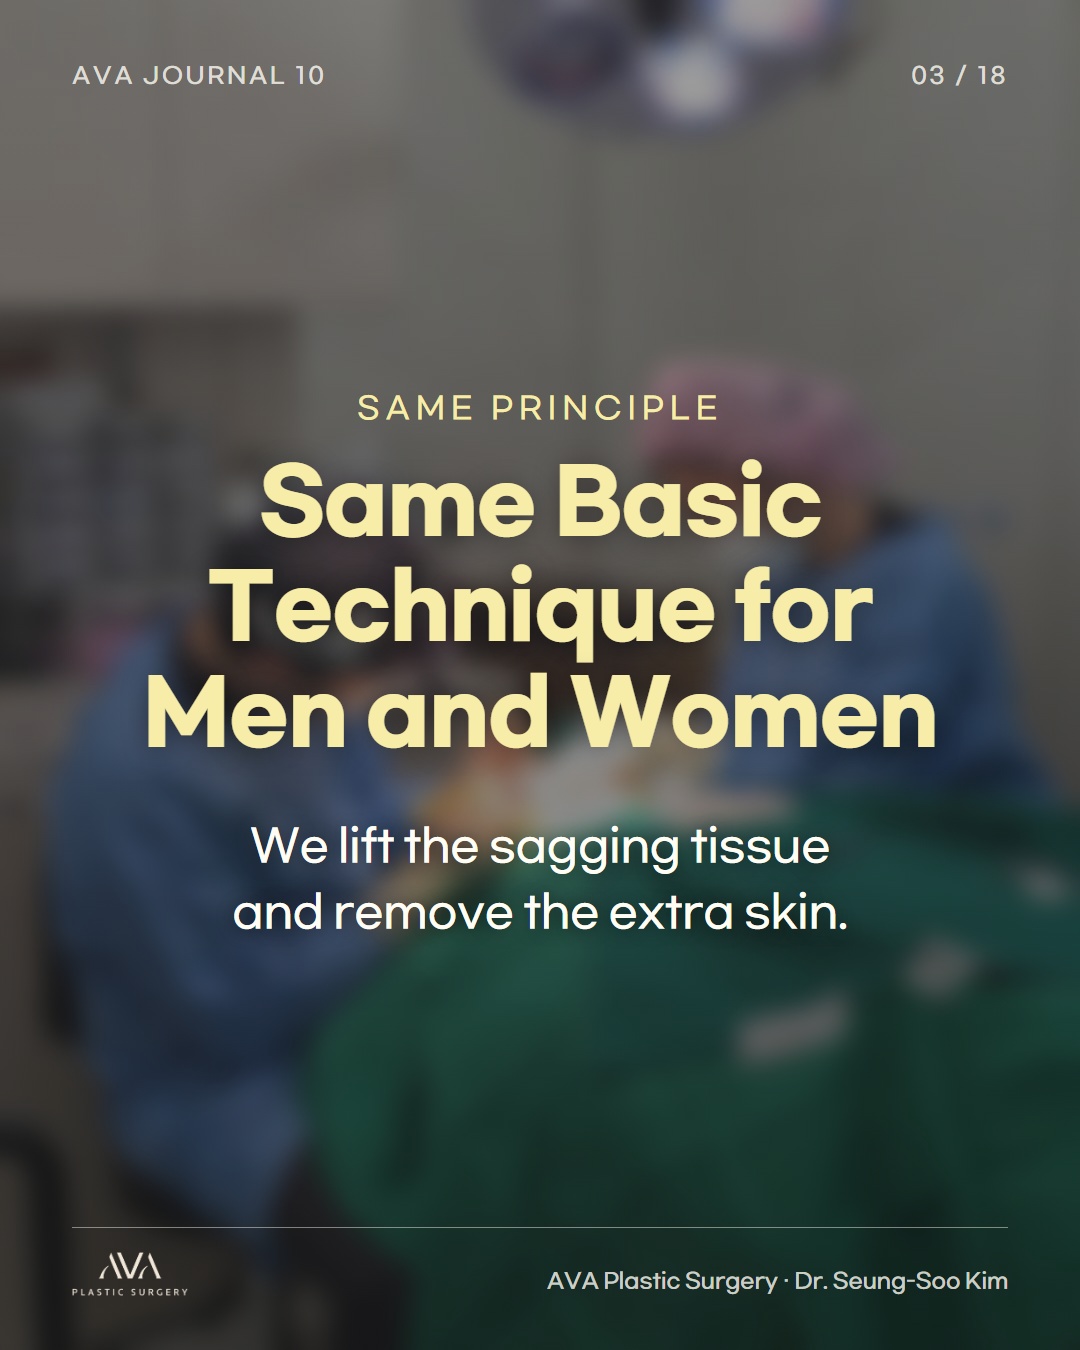 AVA JOURNAL 10
03 / 18
SAME PRINCIPLE
Same Basic
Technique for
Men and Women
We lift the sagging tissue
and remove the extra skin.
AVA
PLASTIC SURGERY
AVA Plastic Surgery · Dr. Seung-Soo Kim